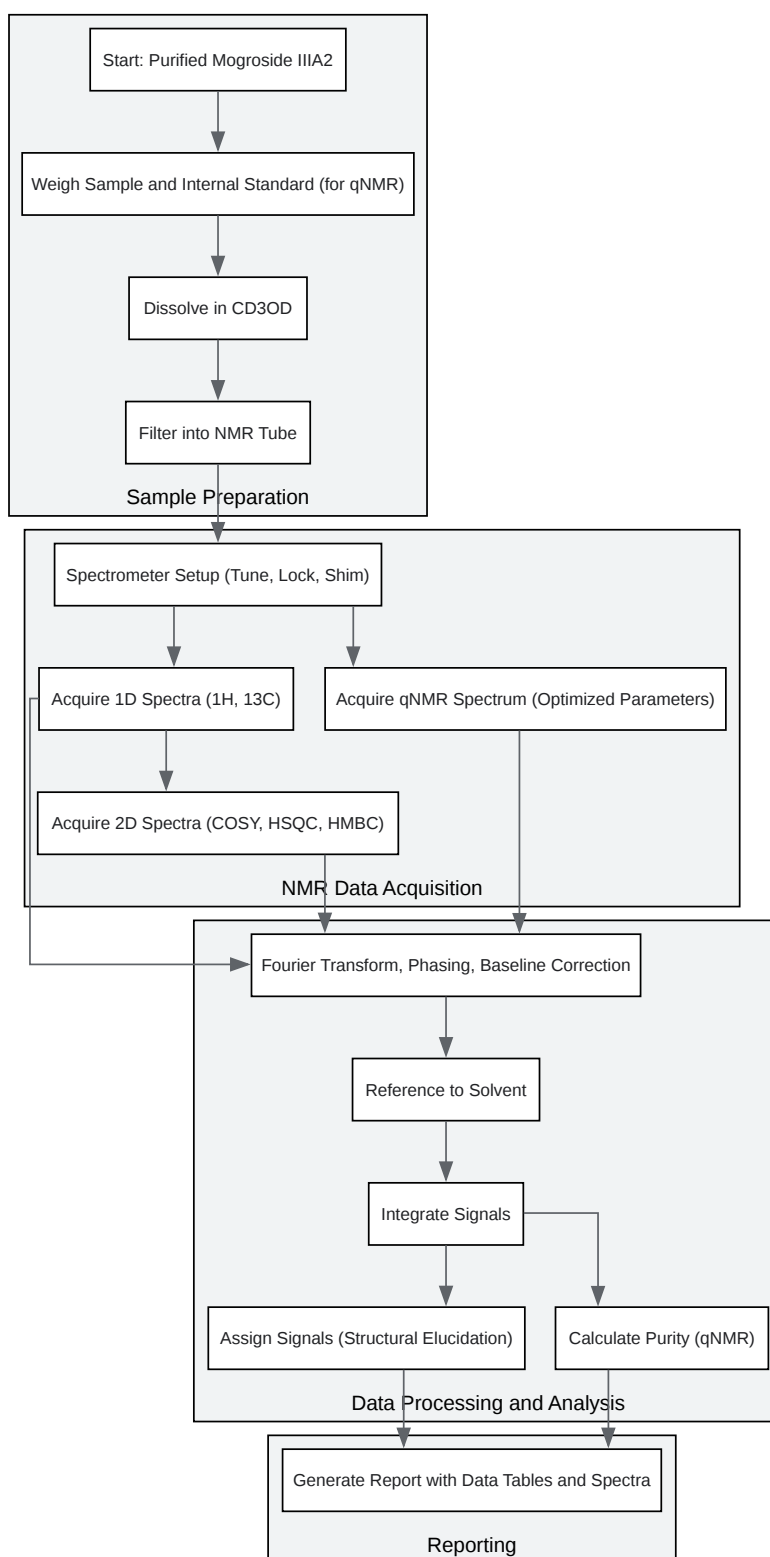 Start: Purified Mogroside IIIA2
Weigh Sample and Internal Standard (for qNMR)
Dissolve in CD3OD
Filter into NMR Tube
Sample Preparation
Spectrometer Setup (Tune, Lock, Shim)
Acquire 1D Spectra (1H, 13C)
Acquire qNMR Spectrum (Optimized Parameters)
Acquire 2D Spectra (COSY, HSQC, HMBC)
NMR Data Acquisition
Fourier Transform, Phasing, Baseline Correction
Reference to Solvent
Integrate Signals
Assign Signals (Structural Elucidation)
Calculate Purity (qNMR)
Data Processing and Analysis
Generate Report with Data Tables and Spectra
Reporting